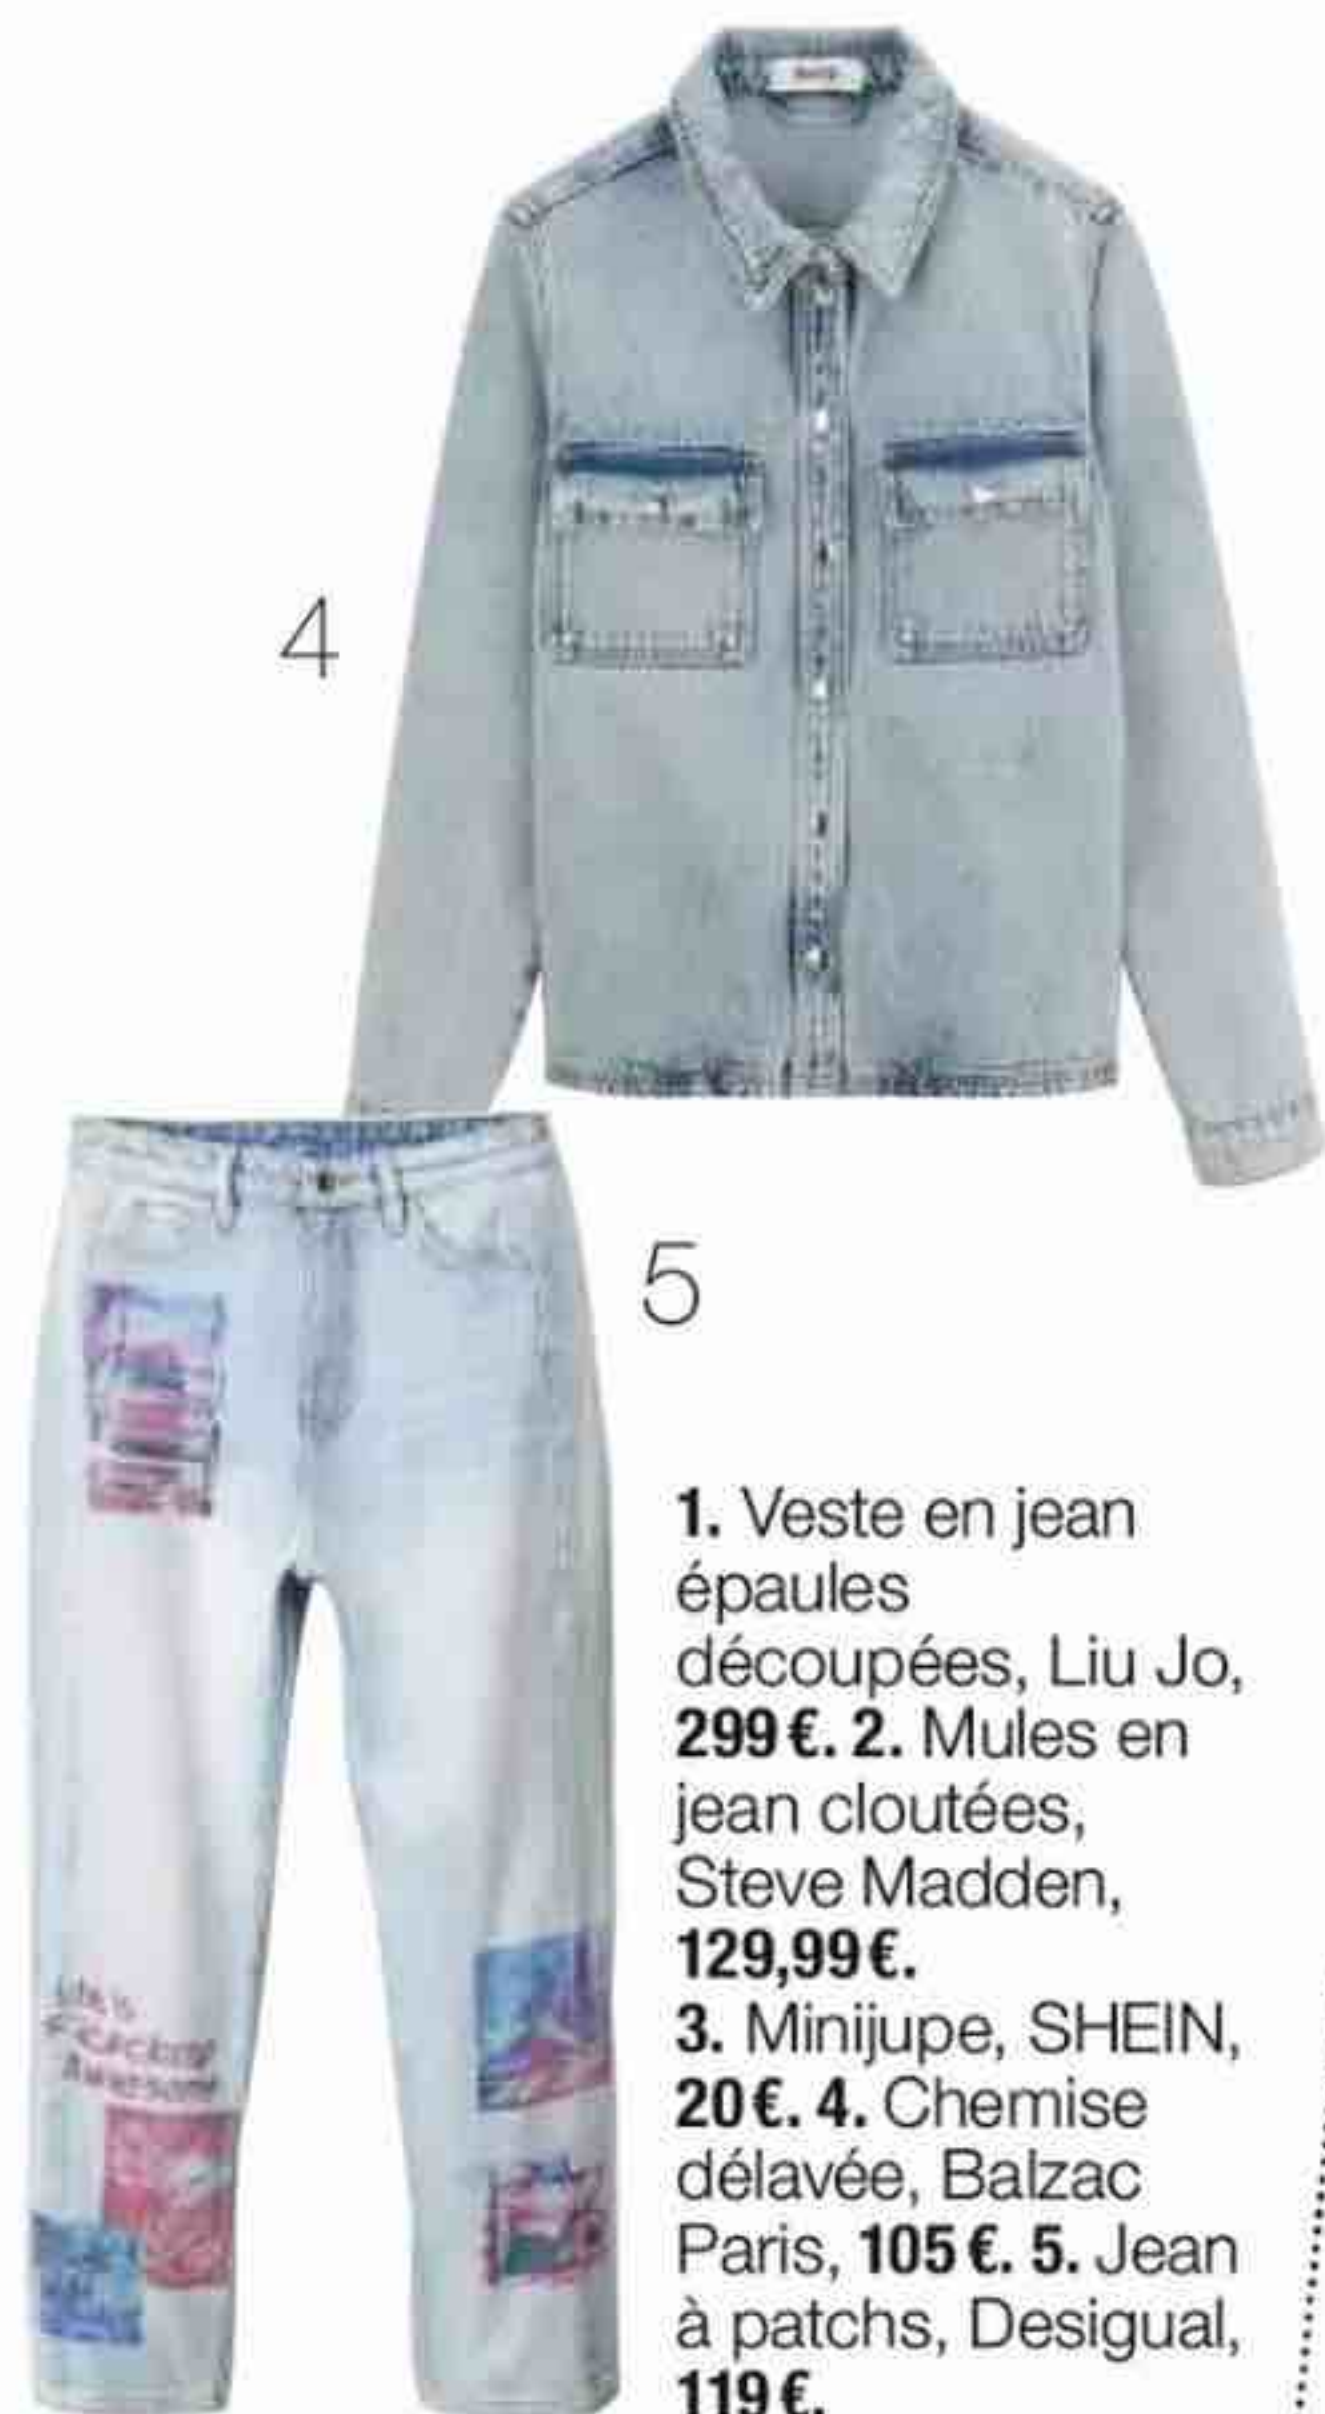 4
5
1. Veste en jean
épaules
découpées, Liu Jo,
299 €. 2. Mules en
jean cloutées,
Steve Madden,
129,99 €.
3. Minijupe, SHEIN,
20 €. 4. Chemise
délavée, Balzac
Paris, 105 €. 5. Jean
à patchs, Desigual,
119 €.
Awesome